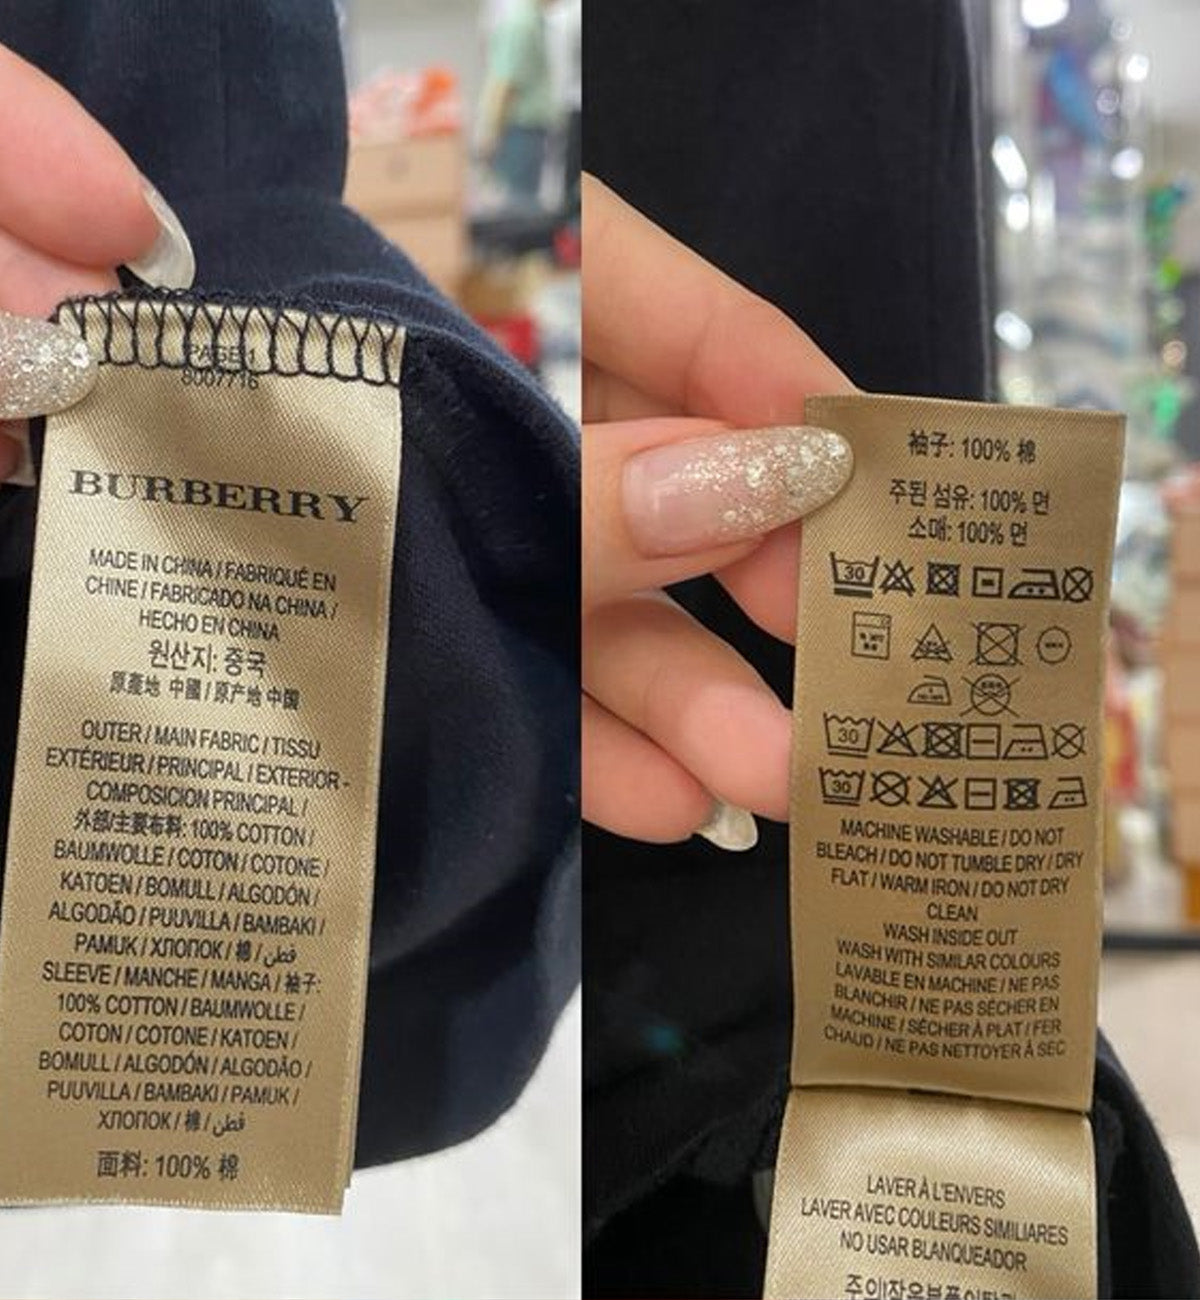 PAGE 1
8007716
BURBERRY
MADE IN CHINA / FABRIQUÉ EN
CHINE / FABRICADO NA CHINA /
HECHO EN CHINA
원산지: 중국
原產地 中國 / 原产地 中国
OUTER / MAIN FABRIC / TISSU
EXTÉRIEUR / PRINCIPAL / EXTERIOR -
COMPOSICION PRINCIPAL /
外部/主要布料: 100% COTTON /
BAUMWOLLE / COTON / COTONE /
KATOEN / BOMULL / ALGODÓN /
ALGODÃO / PUUVILLA / BAMBAKI /
PAMUK / ХЛОПОК / 棉 / قطن
SLEEVE / MANCHE / MANGA / 袖子:
100% COTTON / BAUMWOLLE /
COTON / COTONE / KATOEN /
BOMULL / ALGODÓN / ALGODÃO /
PUUVILLA / BAMBAKI / PAMUK /
ХЛОПОК / 棉 / قطن
面料: 100% 棉
袖子: 100% 棉
주된 섬유: 100% 면
소매: 100% 면
30
30
30
MACHINE WASHABLE / DO NOT
BLEACH / DO NOT TUMBLE DRY / DRY
FLAT / WARM IRON / DO NOT DRY
CLEAN
WASH INSIDE OUT
WASH WITH SIMILAR COLOURS
LAVABLE EN MACHINE / NE PAS
BLANCHIR / NE PAS SÉCHER EN
MACHINE / SÉCHER À PLAT / FER
CHAUD / NE PAS NETTOYER À SEC
LAVER À L'ENVERS
LAVER AVEC COULEURS SIMILIARES
NO USAR BLANQUEADOR